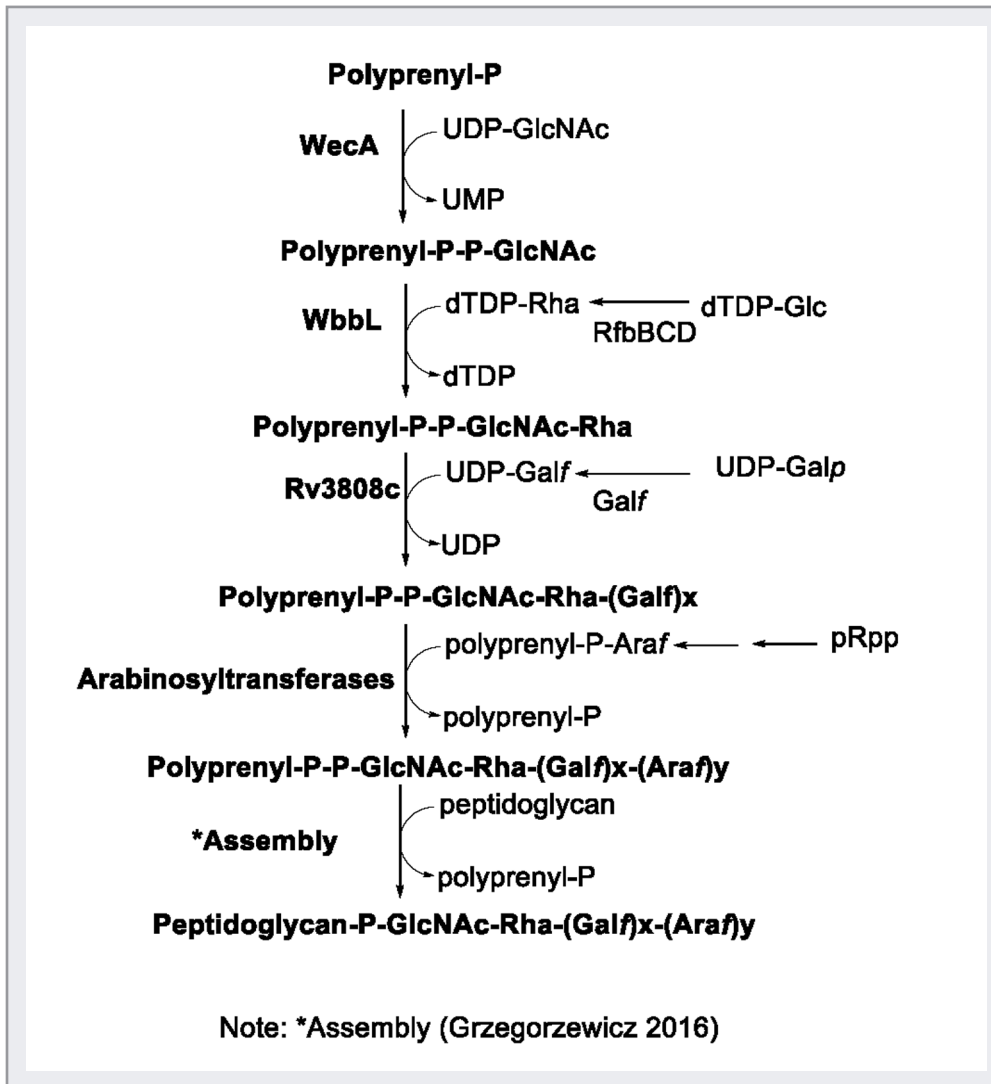 Polyprenyl-P
WecA
UDP-GlcNAc
UMP
Polyprenyl-P-P-GlcNAc
WbbL
dTDP-Rha
RfbBCD
dTDP-Glc
dTDP
Polyprenyl-P-P-GlcNAc-Rha
Rv3808c
UDP-Galf
Galf
UDP-Galp
UDP
Polyprenyl-P-P-GlcNAc-Rha-(Galf)x
Arabinosyltransferases
polyprenyl-P-Araf
pRpp
polyprenyl-P
Polyprenyl-P-P-GlcNAc-Rha-(Galf)x-(Araf)y
*Assembly
peptidoglycan
polyprenyl-P
Peptidoglycan-P-GlcNAc-Rha-(Galf)x-(Araf)y
Note: *Assembly (Grzegorzewicz 2016)